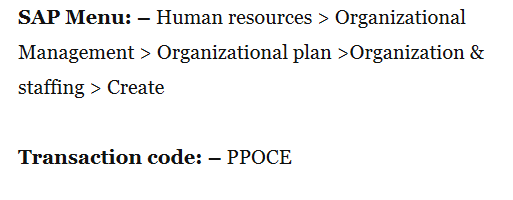 SAP Menu: – Human resources > Organizational
Management > Organizational plan >Organization &
staffing > Create
Transaction code: – PPOCE